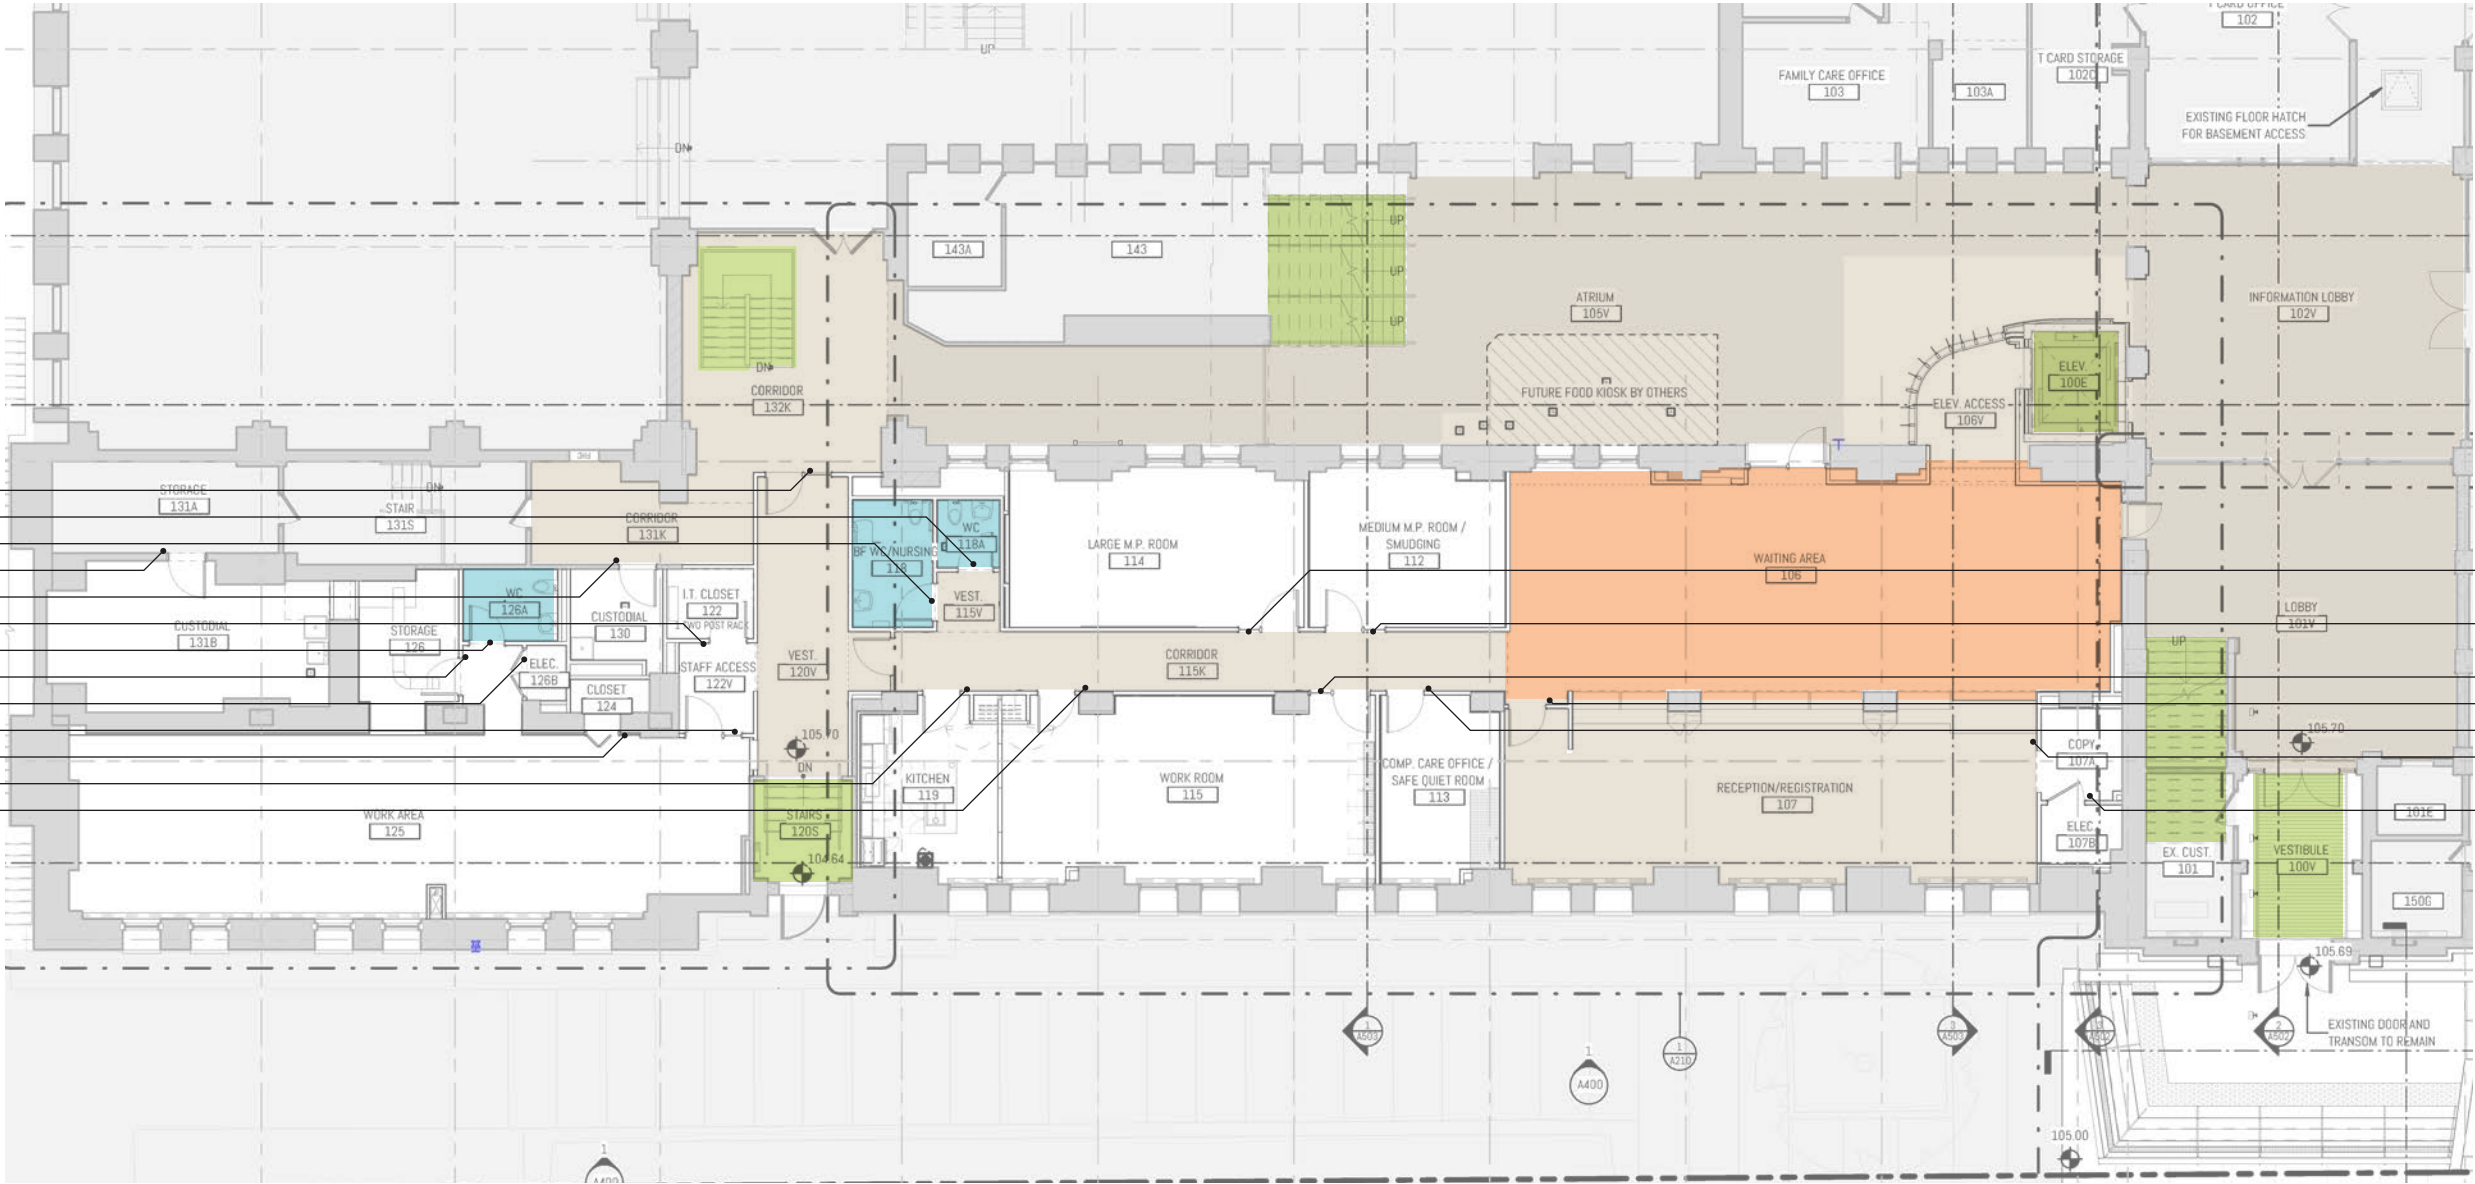 T CARD OFFICE
102
UP
T CARD STORAGE
102C
FAMILY CARE OFFICE
103
103A
EXISTING FLOOR HATCH
FOR BASEMENT ACCESS
DN
143A
143
UP
UP
UP
ATRIUM
105V
INFORMATION LOBBY
102V
DN
CORRIDOR
132K
FUTURE FOOD KIOSK BY OTHERS
ELEV.
100E
ELEV. ACCESS
106V
STORAGE
131A
DN
STAIR
131S
CORRIDOR
131K
WC
118A
BF WC/NURSING
118
LARGE M.P. ROOM
114
MEDIUM M.P. ROOM /
SMUDGING
112
WAITING AREA
106
WC
126A
I.T. CLOSET
122
TWO POST RACK
VEST.
115V
CUSTODIAL
131B
STORAGE
126
CUSTODIAL
130
LOBBY
101V
UP
ELEC.
126B
STAFF ACCESS
122V
VEST.
120V
CORRIDOR
115K
CLOSET
124
105.70
DN
105.70
COPY
107A
KITCHEN
119
WORK ROOM
115
COMP. CARE OFFICE /
SAFE QUIET ROOM
113
RECEPTION/REGISTRATION
107
WORK AREA
125
STAIRS
120S
101E
ELEC
107B
104.64
EX. CUST.
101
VESTIBULE
100V
150G
105.69
1
A503
3
A503
3
A502
2
A502
EXISTING DOOR AND
TRANSOM TO REMAIN
1
A210
1
A400
105.00
1
A400